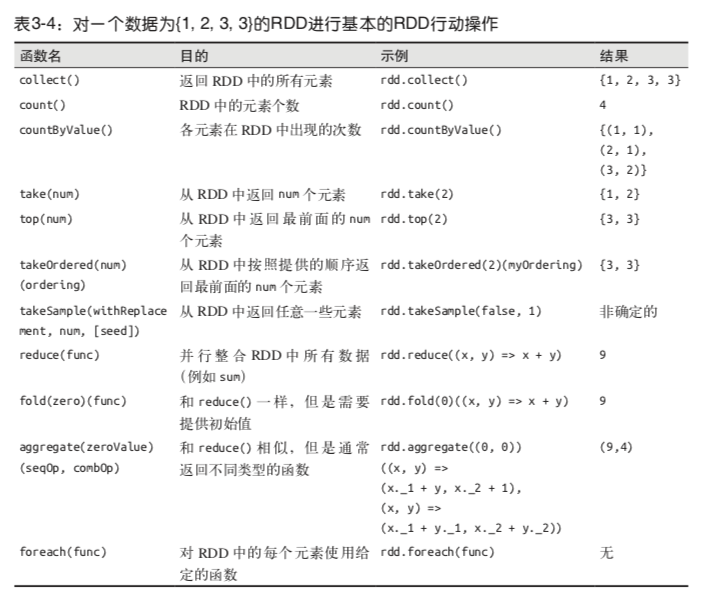 表3-4：对一个数据为{1, 2, 3, 3}的RDD进行基本的RDD行动操作
函数名 目的 示例 结果
collect() 返回 RDD 中的所有元素 rdd.collect() {1, 2, 3, 3}
count() RDD 中的元素个数 rdd.count() 4
countByValue() 各元素在 RDD 中出现的次数 rdd.countByValue() {(1, 1),
(2, 1),
(3, 2)}
take(num) 从 RDD 中返回 num 个元素 rdd.take(2) {1, 2}
top(num) 从 RDD 中返回最前面的 num rdd.top(2) {3, 3}
个元素
takeOrdered(num) 从 RDD 中按照提供的顺序返 rdd.takeOrdered(2)(myOrdering) {3, 3}
(ordering) 回最前面的 num 个元素
takeSample(withReplace 从 RDD 中返回任意一些元素 rdd.takeSample(false, 1) 非确定的
ment, num, [seed])
reduce(func) 并行整合 RDD 中所有数据 rdd.reduce((x, y) => x + y) 9
（例如 sum）
fold(zero)(func) 和 reduce() 一样，但是需要 rdd.fold(0)((x, y) => x + y) 9
提供初始值
aggregate(zeroValue) 和 reduce() 相似，但是通常 rdd.aggregate((0, 0)) (9,4)
(seqOp, combOp) 返回不同类型的函数 ((x, y) =>
(x._1 + y, x._2 + 1),
(x, y) =>
(x._1 + y._1, x._2 + y._2))
foreach(func) 对 RDD 中的每个元素使用给 rdd.foreach(func) 无
定的函数